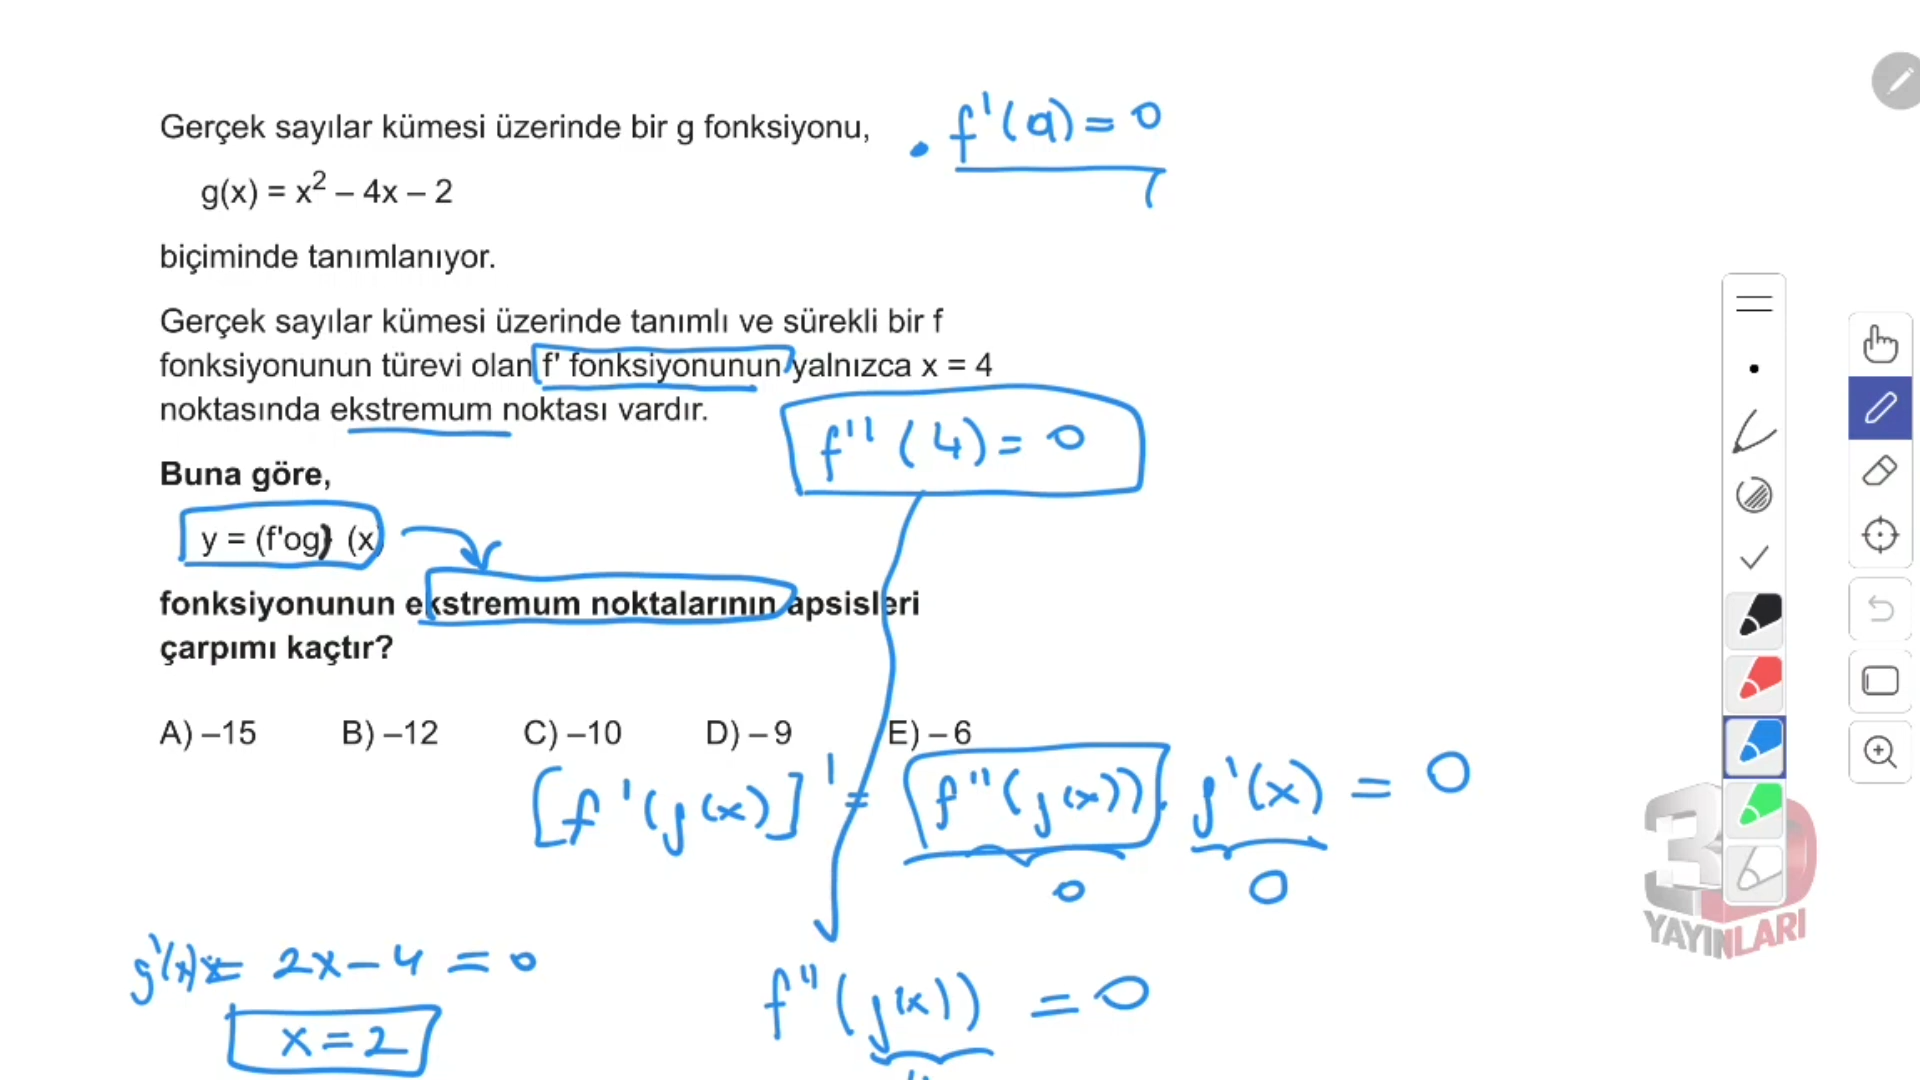 Gerçek sayılar kümesi üzerinde bir g fonksiyonu,
• f'(a) = 0
g(x) = x² – 4x – 2
biçiminde tanımlanıyor.
Gerçek sayılar kümesi üzerinde tanımlı ve sürekli bir f
fonksiyonunun türevi olan f' fonksiyonunun yalnızca x = 4
noktasında ekstremum noktası vardır.
f''(4) = 0
Buna göre,
y = (f'og) (x)
fonksiyonunun ekstremum noktalarının apsisleri
çarpımı kaçtır?
A) –15 B) –12 C) –10 D) – 9 E) – 6
[f'(g(x)]' = f''(g(x)) . g'(x) = 0
0 0
g'(x) = 2x – 4 = 0
x = 2
f''(g(x)) = 0
3D
YAYINLARI